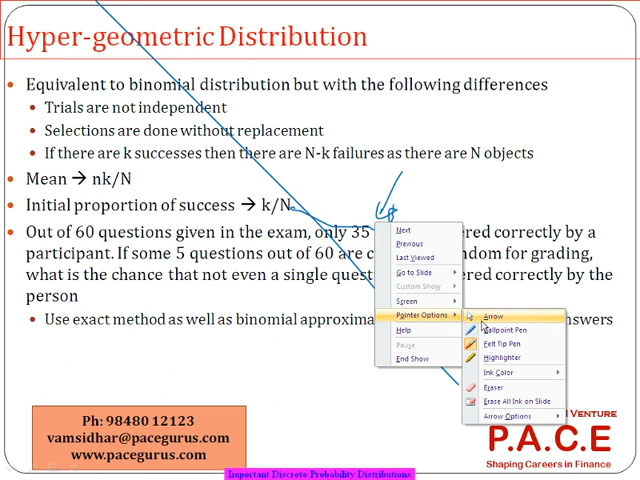 Hyper-geometric Distribution
• Equivalent to binomial distribution but with the following differences
• Trials are not independent
• Selections are done without replacement
• If there are k successes then there are N-k failures as there are N objects
• Mean → nk/N
• Initial proportion of success → k/N
• Out of 60 questions given in the exam, only 35 ered correctly by a
participant. If some 5 questions out of 60 are c ndom for grading,
what is the chance that not even a single quest ered correctly by the
person
• Use exact method as well as binomial approxima nswers
Next
Previous
Last Viewed
Go to Slide
Custom Show
Screen
Pointer Options
Help
Pause
End Show
Arrow
Ballpoint Pen
Felt Tip Pen
Highlighter
Ink Color
Eraser
Erase All Ink on Slide
Arrow Options
Ph: 98480 12123
vamsidhar@pacegurus.com
www.pacegurus.com
VENTURE
P.A.C.E
Shaping Careers in Finance
Important Discrete Probability Distributions